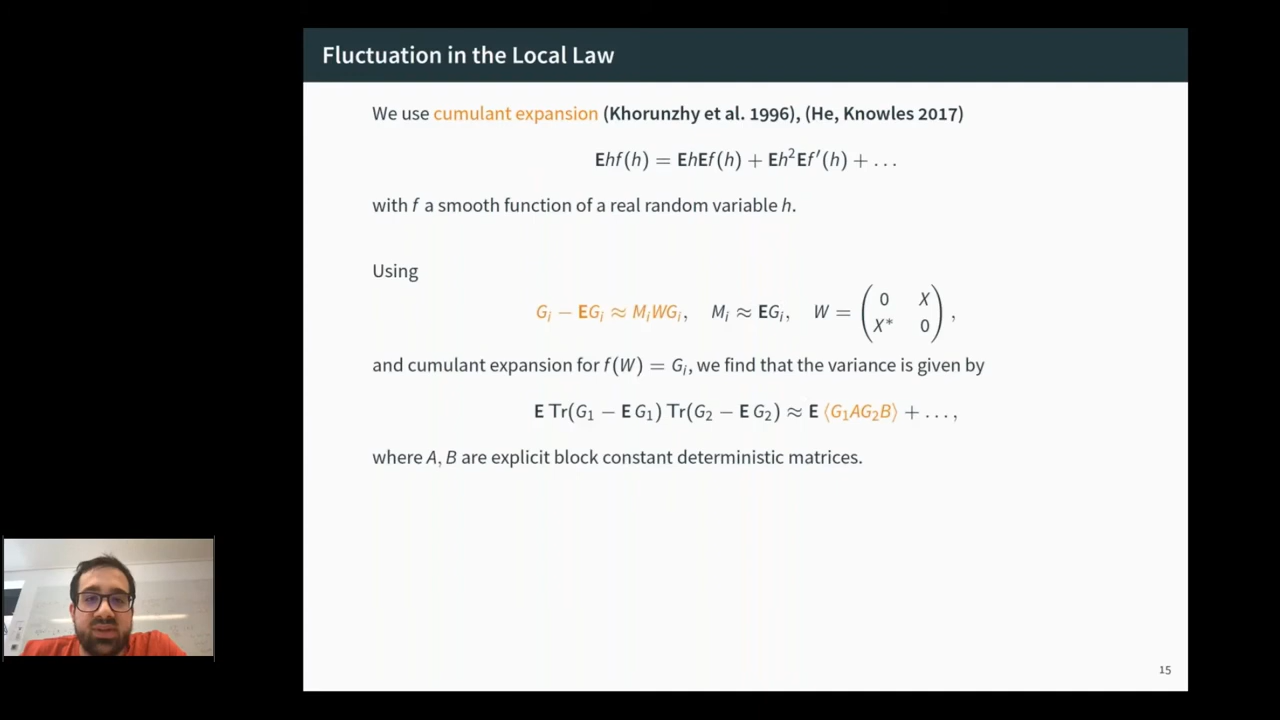 Fluctuation in the Local Law
We use cumulant expansion (Khorunzhy et al. 1996), (He, Knowles 2017)
Ehf(h) = EhEf(h) + Eh²Ef′(h) + . . .
with f a smooth function of a real random variable h.
Using
Gᵢ − EGᵢ ≈ MᵢWGᵢ, Mᵢ ≈ EGᵢ, W = ( 0 X
X* 0 ),
and cumulant expansion for f(W) = Gᵢ, we find that the variance is given by
E Tr(G₁ − E G₁) Tr(G₂ − E G₂) ≈ E ⟨G₁AG₂B⟩ + . . . ,
where A, B are explicit block constant deterministic matrices.
15